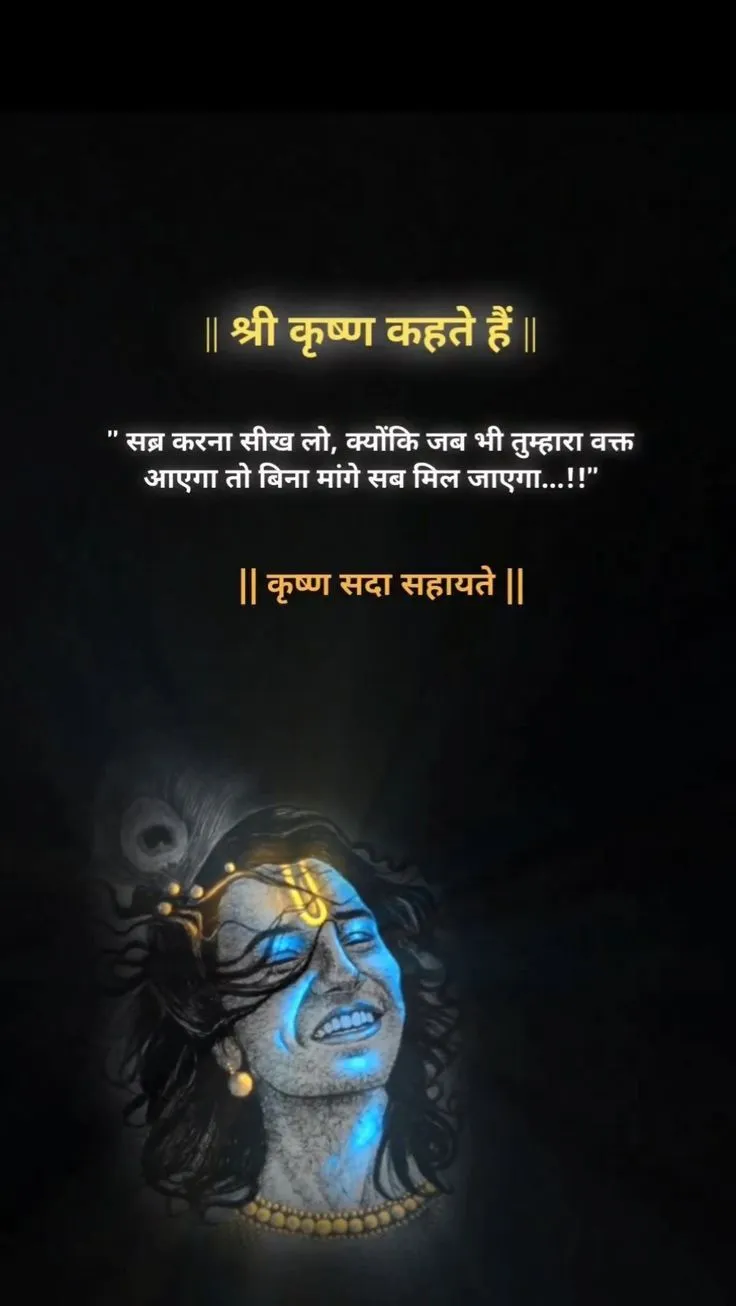 || श्री कृष्ण कहते हैं ||
" सब्र करना सीख लो, क्योंकि जब भी तुम्हारा वक्त
आएगा तो बिना मांगे सब मिल जाएगा...!!"
|| कृष्ण सदा सहायते ||